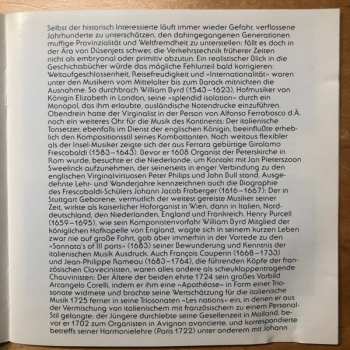 Selbst der historisch Interessierte läuft immer wieder Gefahr, verflossene
Jahrhunderte zu unterschätzen, den dahingegangenen Generationen
muffige Provinzialität und Weltfremdheit zu unterstellen: fällt es doch in
der Ära von Düsenjets schwer, die Verkehrstechnik früherer Zeiten
nicht als embryonal oder primitiv abzutun. Ein realistischer Blick in die
Geschichtsbücher würde das mögliche Fehlurteil bald korrigieren:
Weltaufgeschlossenheit, Reisefreudigkeit und »Internationalität« waren
unter den Musikern vom Mittelalter bis zum Barock mitnichten die
Ausnahme. So durchbrach William Byrd (1543–1623), Hofmusiker von
Königin Elizabeth in London, seine »splendid isolation« durch ein
Monopol, das ihm erlaubte, ausländische Notendrucke einzuführen.
Obendrein hatte der Virginalist in der Person von Alfonso Ferrabosco d.Ä.
noch ein weiteres Ohr für die Musik des Kontinents: Der italienische
Tonsetzer, ebenfalls im Dienst der englischen Königin, beeinflußte erheb-
lich den Kompositionsstil seines Kombattanten. Noch weitaus flexibler
als der Insel-Musiker zeigte sich der aus Ferrara gebürtige Girolamo
Frescobaldi (1583–1643): Bevor er 1608 Organist der Peterskirche in
Rom wurde, besuchte er die Niederlande, um Kontakt mit Jan Pieterszoon
Sweelinck aufzunehmen, der seinerseits in enger Verbindung zu den
englischen Virginalvirtuosen Peter Philips und John Bull stand. Ausge-
dehnte Lehr- und Wanderjahre kennzeichnen auch die Biographie
des Frescobaldi-Schülers Johann Jacob Froberger (1616–1667): Der in
Stuttgart Geborene, vermutlich der weitest gereiste Musiker seiner
Zeit, wirkte als kaiserlicher Hoforganist in Wien, dann in Italien, Nord-
deutschland, den Niederlanden, England und Frankreich. Henry Purcell
(1659–1695), wie sein Kompositenvorfahr William Byrd Mitglied der
Königlichen Hofkapelle von England, wagte sich in seinem kurzen Leben
zwar nie auf große Fahrt, gab aber immerhin in der Vorrede zu den
»Sonnata's of III parts« (1683) seiner Bewunderung und Kenntnis der
italienischen Musik Ausdruck. Auch François Couperin (1668–1733)
und Jean-Philippe Rameau (1683–1764), die führenden Köpfe der fran-
zösischen Clavecinisten, waren alles andere als scheuklappentragende
Chauvinisten: Der Ältere der beiden ehrte 1724 sein großes Vorbild
Arcangelo Corelli, indem er ihm eine »Apothéose« in Form einer Trio-
sonate widmete und brachte seine Wertschätzung für die italienische
Musik 1725 ferner in seine Triosonaten »Les nations« ein, in denen er aus
der Vermischung von italienischem mit französischem zu einem Personal-
Stil gelangte; der Jüngere durchlebte seine Gesellenzeit in Mailand, be-
vor er 1702 zum Organisten in Avignon avancierte, und korrespondierte
betreffs seiner Harmonielehre (Paris 1722) unter anderem mit Johann